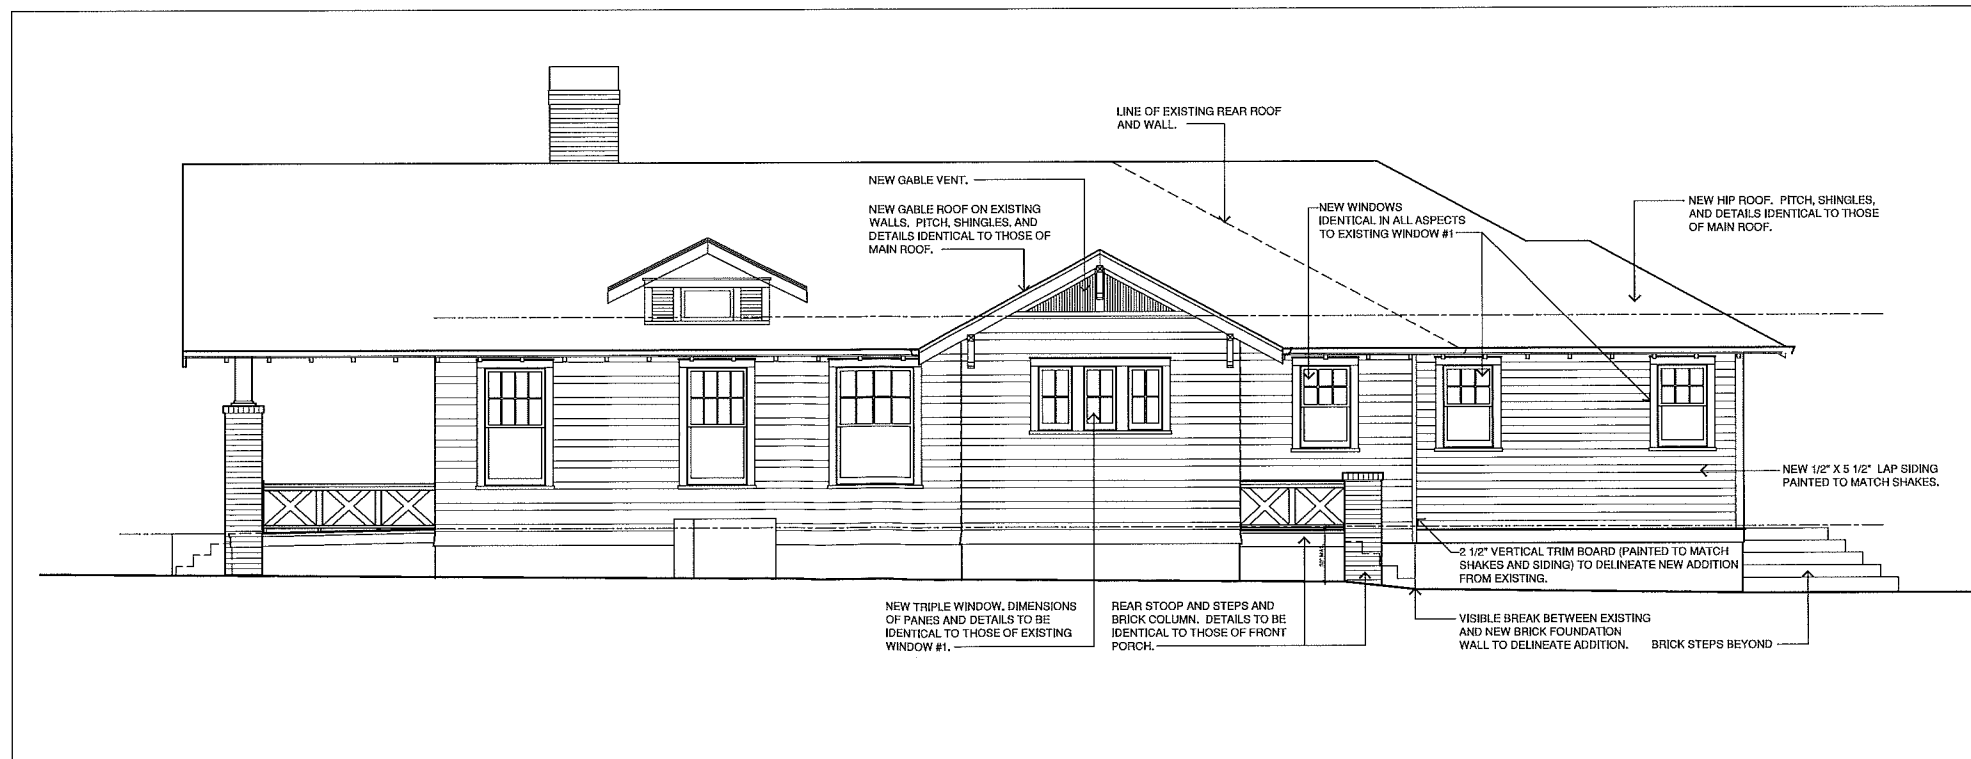 LINE OF EXISTING REAR ROOF
AND WALL.
NEW GABLE VENT.
NEW GABLE ROOF ON EXISTING
WALLS. PITCH, SHINGLES, AND
DETAILS IDENTICAL TO THOSE OF
MAIN ROOF.
NEW WINDOWS
IDENTICAL IN ALL ASPECTS
TO EXISTING WINDOW #1
NEW HIP ROOF. PITCH, SHINGLES,
AND DETAILS IDENTICAL TO THOSE
OF MAIN ROOF.
NEW 1/2" X 5 1/2" LAP SIDING
PAINTED TO MATCH SHAKES.
2 1/2" VERTICAL TRIM BOARD (PAINTED TO MATCH
SHAKES AND SIDING) TO DELINEATE NEW ADDITION
FROM EXISTING.
NEW TRIPLE WINDOW. DIMENSIONS
OF PANES AND DETAILS TO BE
IDENTICAL TO THOSE OF EXISTING
WINDOW #1.
REAR STOOP AND STEPS AND
BRICK COLUMN. DETAILS TO BE
IDENTICAL TO THOSE OF FRONT
PORCH.
VISIBLE BREAK BETWEEN EXISTING
AND NEW BRICK FOUNDATION
WALL TO DELINEATE ADDITION.
BRICK STEPS BEYOND